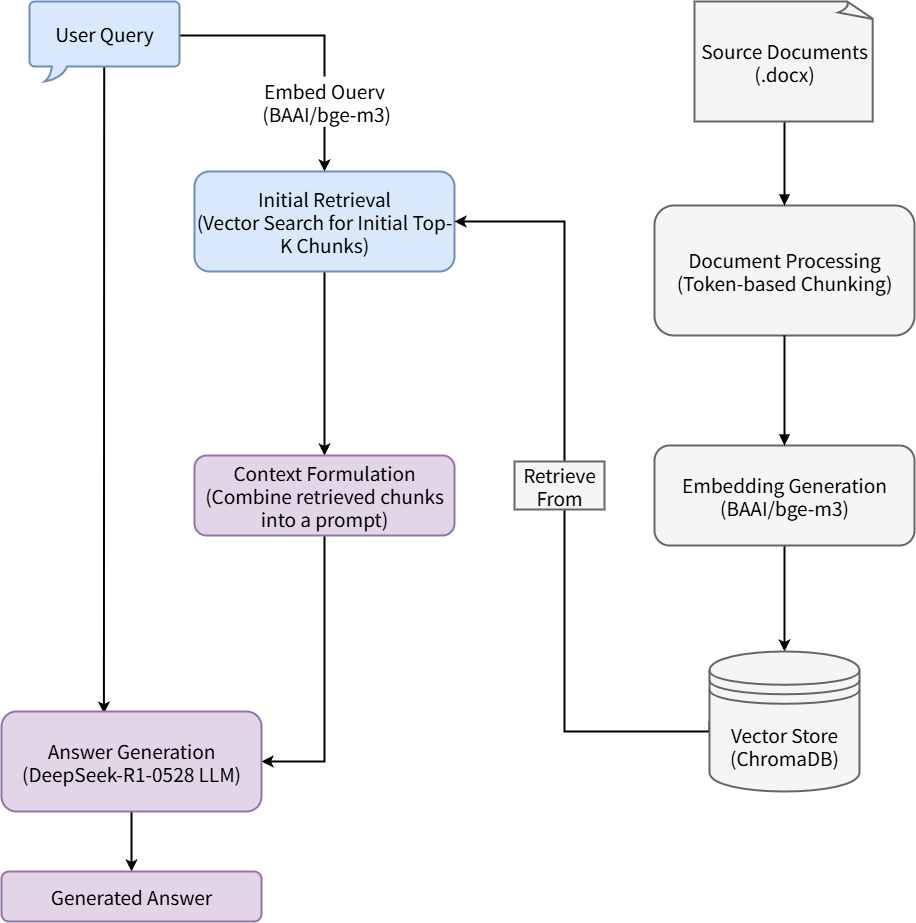 User Query
Embed Query
(BAAI/bge-m3)
Initial Retrieval
(Vector Search for Initial Top-
K Chunks)
Context Formulation
(Combine retrieved chunks
into a prompt)
Answer Generation
(DeepSeek-R1-0528 LLM)
Generated Answer
Retrieve
From
Source Documents
(.docx)
Document Processing
(Token-based Chunking)
Embedding Generation
(BAAI/bge-m3)
Vector Store
(ChromaDB)